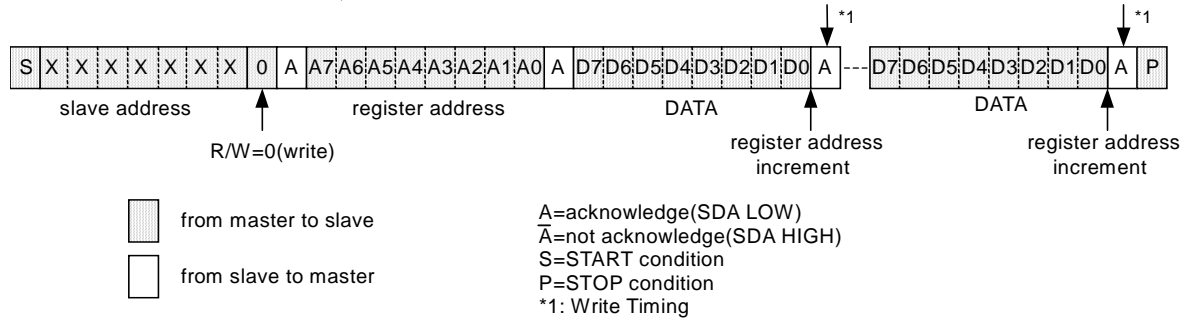 *1 *1
S X X X X X X X 0 A A7 A6 A5 A4 A3 A2 A1 A0 A D7 D6 D5 D4 D3 D2 D1 D0 A D7 D6 D5 D4 D3 D2 D1 D0 A P
slave address register address DATA DATA
R/W=0(write)
register address
increment
register address
increment
from master to slave
from slave to master
A=acknowledge(SDA LOW)
A̅=not acknowledge(SDA HIGH)
S=START condition
P=STOP condition
*1: Write Timing